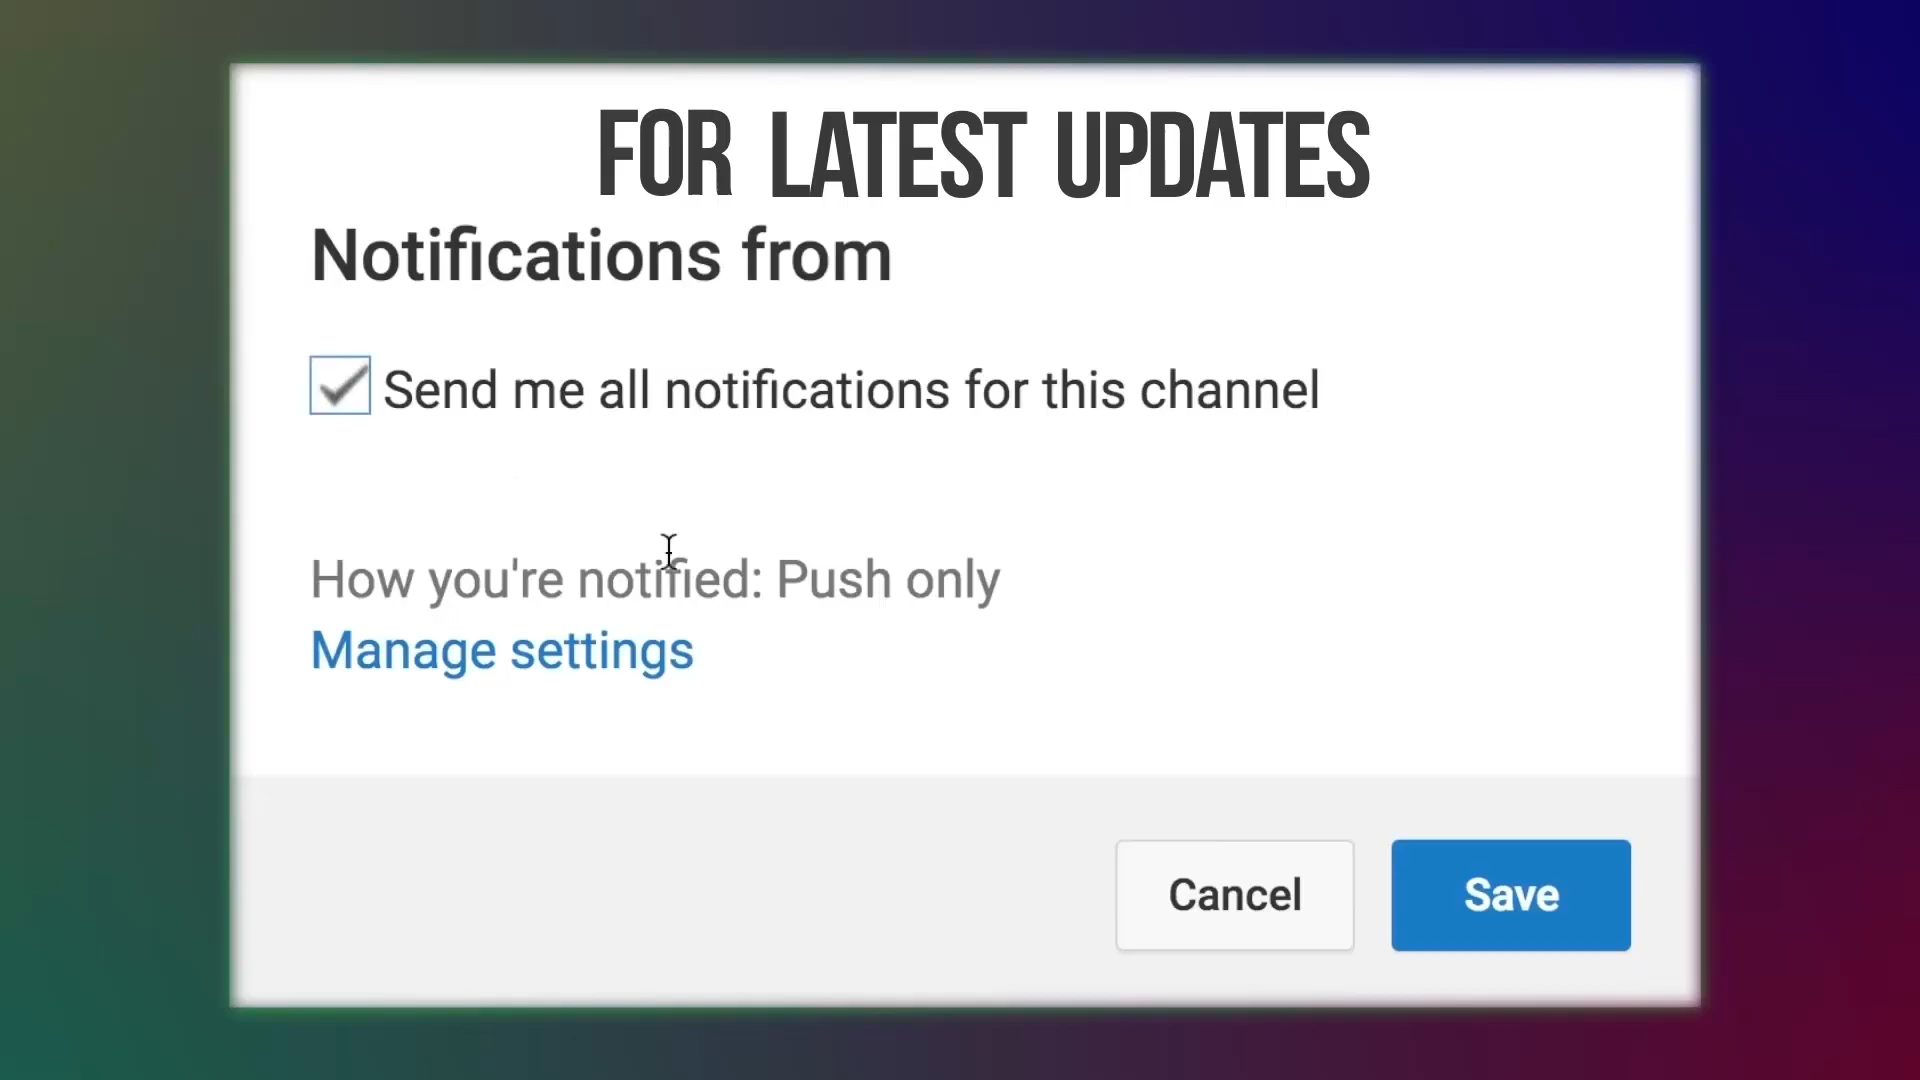 FOR LATEST UPDATES
Notifications from
Send me all notifications for this channel
How you're notified: Push only
Manage settings
Cancel
Save